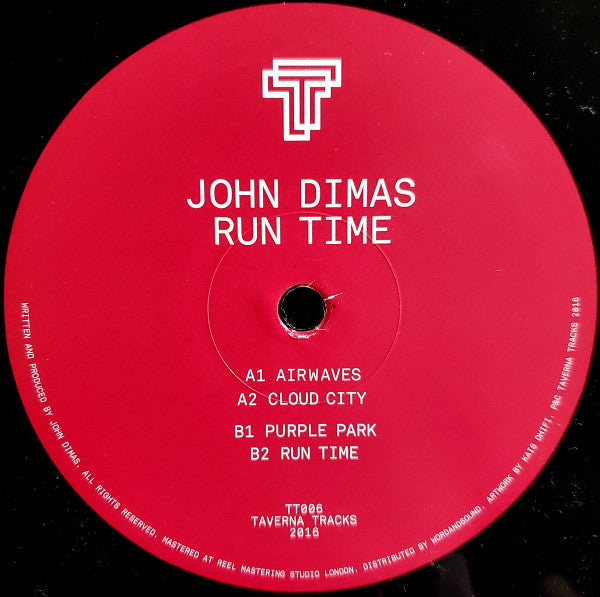 JOHN DIMAS
RUN TIME
A1 AIRWAVES
A2 CLOUD CITY
B1 PURPLE PARK
B2 RUN TIME
TT006
TAVERNA TRACKS
2016
WRITTEN AND PRODUCED BY JOHN DIMAS. ALL RIGHTS RESERVED. MASTERED AT REEL MASTERING STUDIO LONDON. DISTRIBUTED BY WORDANDSOUND. ARTWORK BY KAIS DHIFI. P&C TAVERNA TRACKS 2016